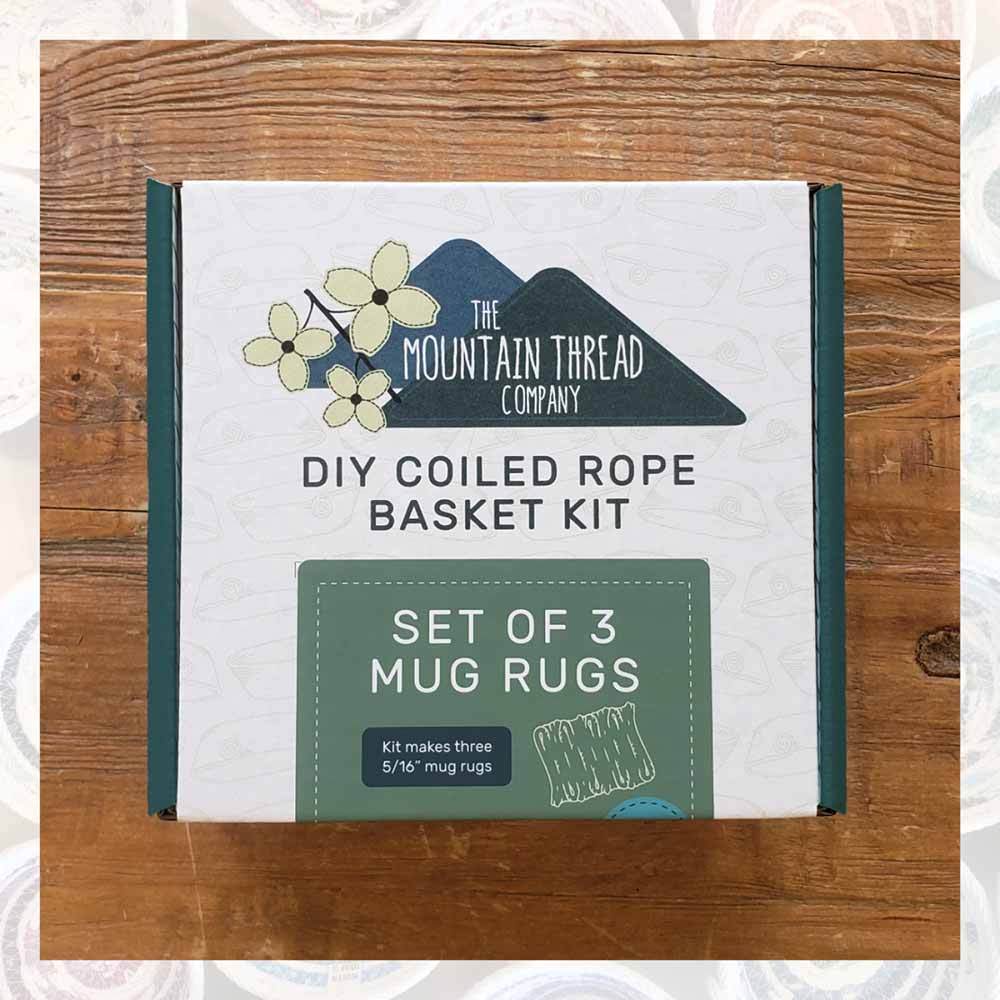 THE
MOUNTAIN THREAD
COMPANY
DIY COILED ROPE
BASKET KIT
SET OF 3
MUG RUGS
Kit makes three
5/16” mug rugs